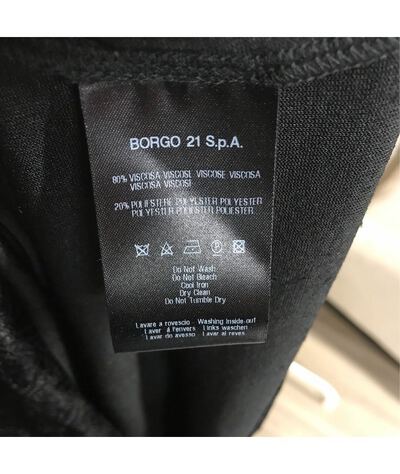 BORGO 21 S.p.A.
80% VISCOSA VISCOSE VISCOSE VISCOSA
VISCOSA VISCOSE
20% POLIESTERE POLYESTER POLYESTER
POLYESTER POLIESTER POLIESTER
Do Not Wash
Do Not Bleach
Cool Iron
Dry Clean
Do Not Tumble Dry
Lavare a rovescio Washing Inside-out
Laver à l'envers Links waschen
Lavar do avesso Lavar al reves